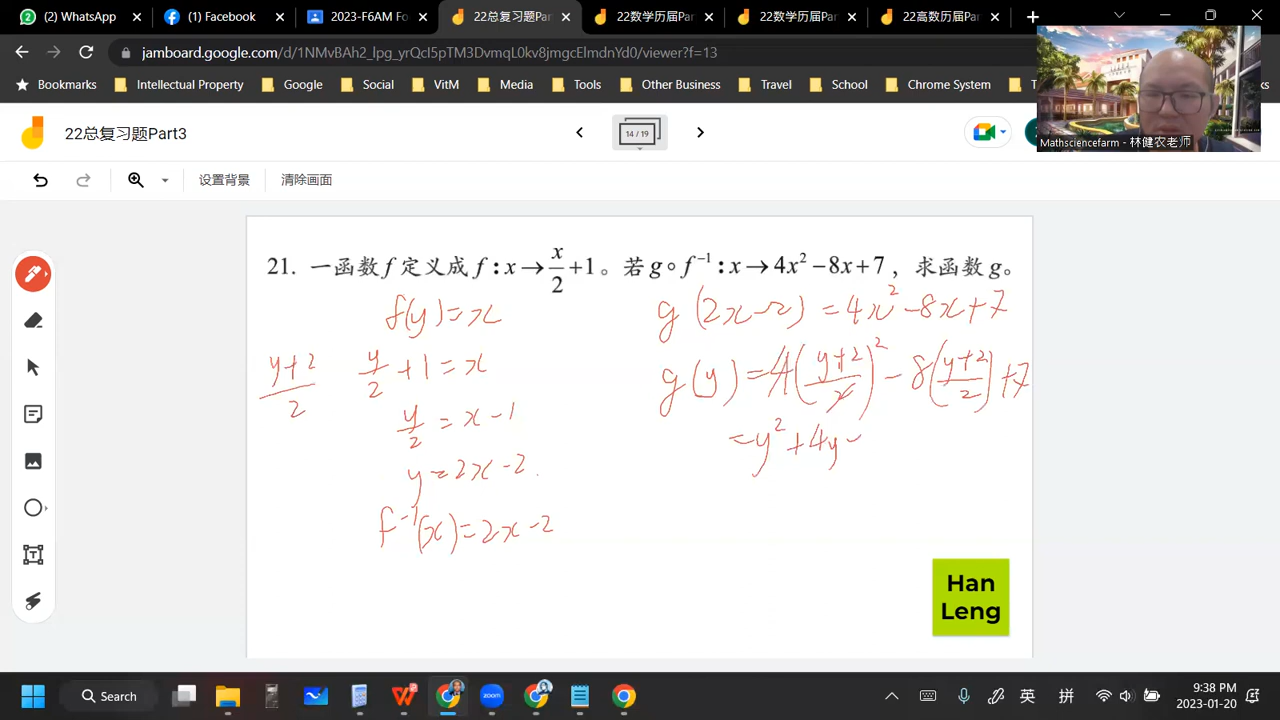 (2) WhatsApp
(1) Facebook
2023-F6AM Fo
22总复习题Part
22数学历届Part
22数学历届Part
22高数历届Part
jamboard.google.com/d/1NMvBAh2_lpg_yrOcI5pTM3DvmqL0kv8jmgcElmdnYd0/viewer?f=13
Bookmarks
Intellectual Property
Google
Social
VitM
Media
Tools
Other Business
Travel
School
Chrome System
Mathsciencefarm - 林健农老师
22总复习题Part3
14 / 19
设置背景
清除画面
21. 一函数 f 定义成 f : x → x/2 + 1 。若 g ∘ f⁻¹ : x → 4x² − 8x + 7 ，求函数 g。
f(y) = x
y/2 + 1 = x
y/2 = x − 1
y = 2x − 2
f⁻¹(x) = 2x − 2
(y+2)/2
g(2x − 2) = 4x² − 8x + 7
g(y) = 4((y+2)/2)² − 8((y+2)/2) + 7
= y² + 4y −
Han
Leng
Search
英
拼
9:38 PM
2023-01-20